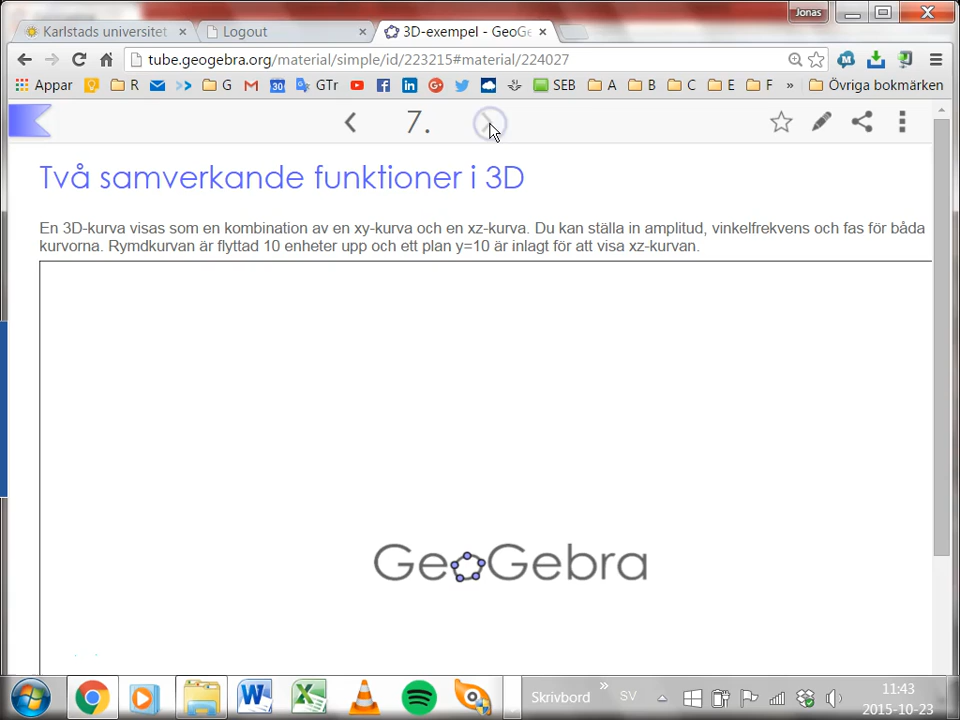 Jonas
Karlstads universitet
Logout
3D-exempel - GeoGe
tube.geogebra.org/material/simple/id/223215#material/224027
Appar R G 30 GTr SEB A B C E F » Övriga bokmärken
7.
Två samverkande funktioner i 3D
En 3D-kurva visas som en kombination av en xy-kurva och en xz-kurva. Du kan ställa in amplitud, vinkelfrekvens och fas för båda
kurvorna. Rymdkurvan är flyttad 10 enheter upp och ett plan y=10 är inlagt för att visa xz-kurvan.
GeoGebra
Skrivbord » SV
11:43
2015-10-23